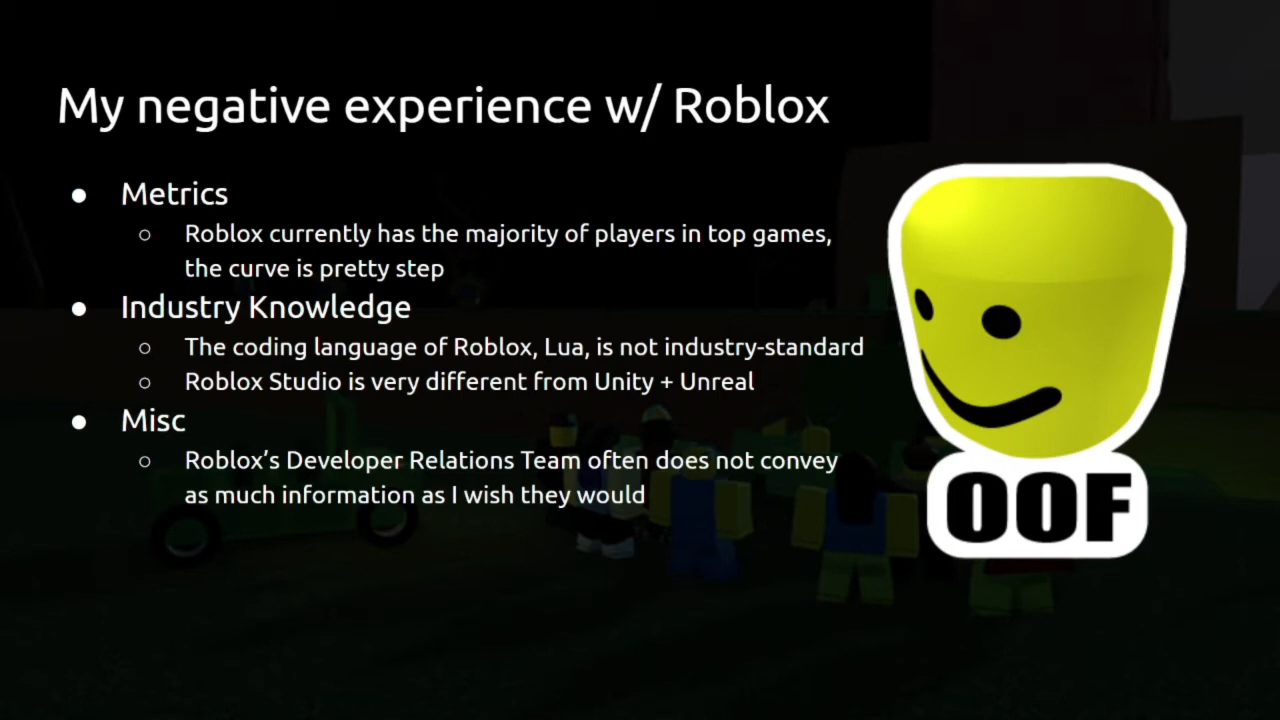 My negative experience w/ Roblox
● Metrics
○ Roblox currently has the majority of players in top games,
the curve is pretty step
● Industry Knowledge
○ The coding language of Roblox, Lua, is not industry-standard
○ Roblox Studio is very different from Unity + Unreal
● Misc
○ Roblox’s Developer Relations Team often does not convey
as much information as I wish they would
OOF